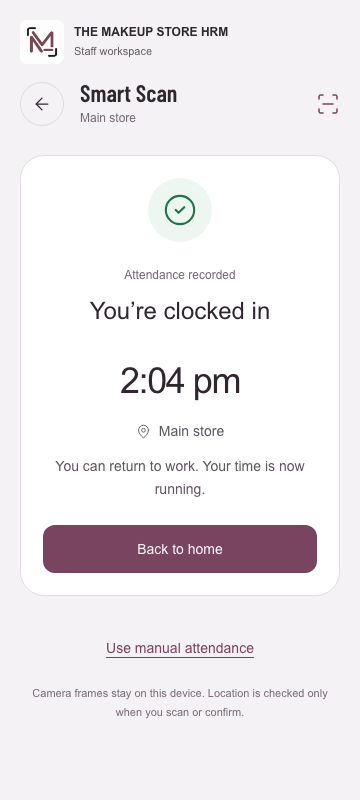 THE MAKEUP STORE HRM
Staff workspace
Smart Scan
Main store
Attendance recorded
You’re clocked in
2:04 pm
Main store
You can return to work. Your time is now
running.
Back to home
Use manual attendance
Camera frames stay on this device. Location is checked only
when you scan or confirm.